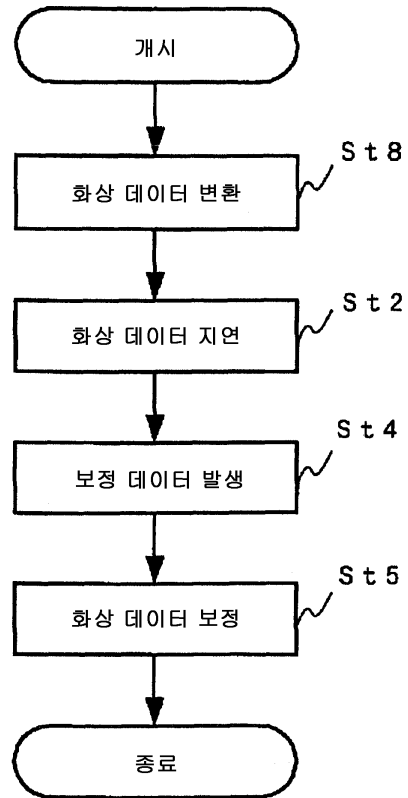 개시
St8
화상 데이터 변환
St2
화상 데이터 지연
St4
보정 데이터 발생
St5
화상 데이터 보정
종료